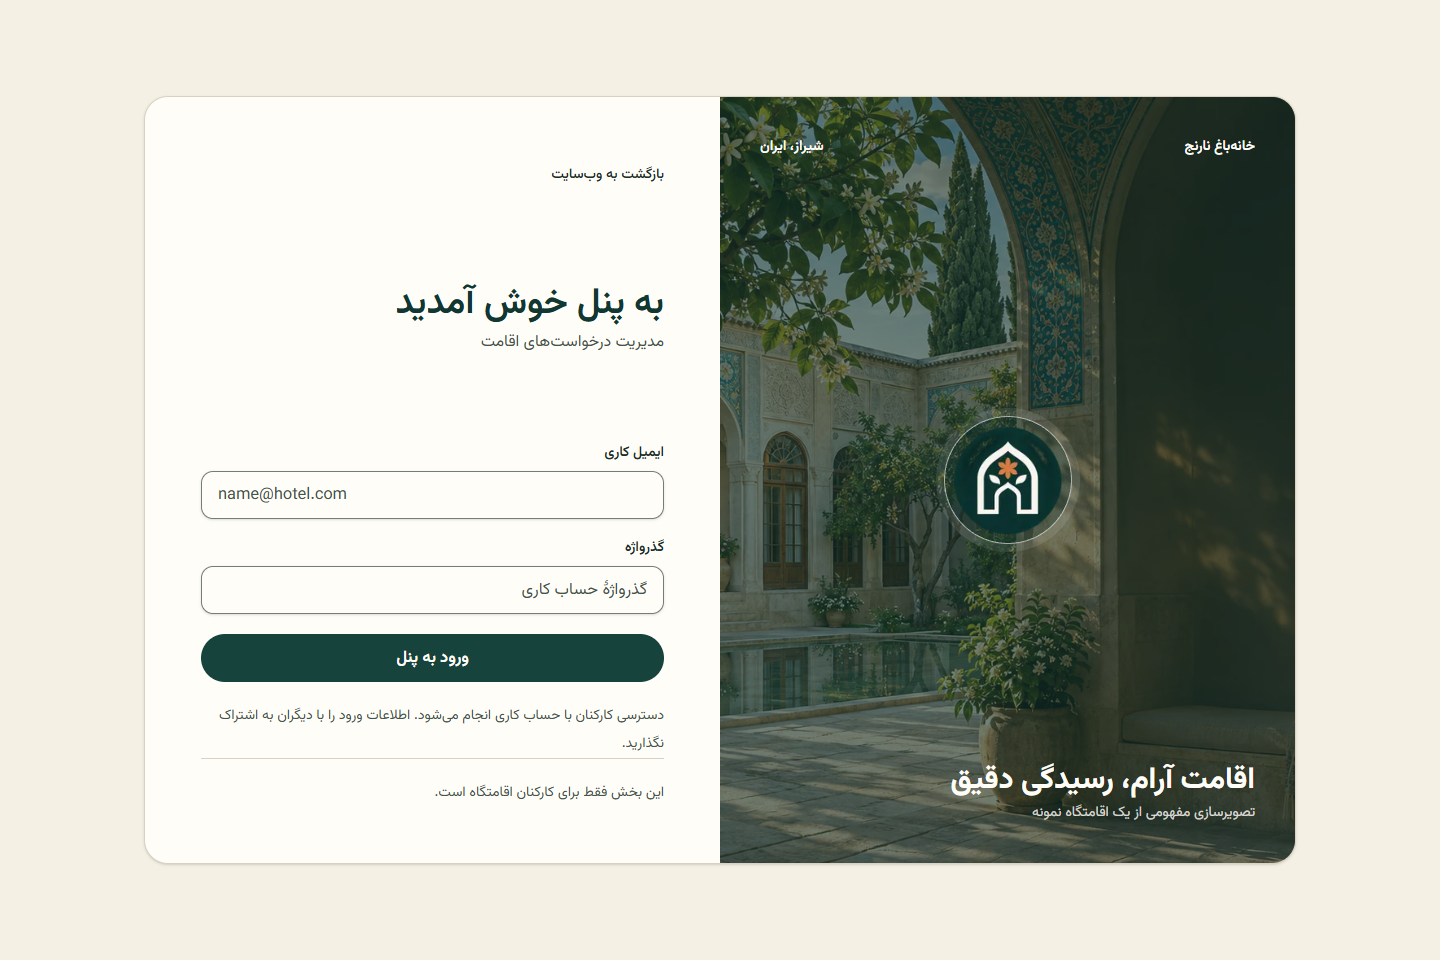 خانه‌باغ نارنج
شیراز، ایران
اقامت آرام، رسیدگی دقیق
تصویرسازی مفهومی از یک اقامتگاه نمونه
بازگشت به وب‌سایت
به پنل خوش آمدید
مدیریت درخواست‌های اقامت
ایمیل کاری
name@hotel.com
گذرواژه
گذرواژهٔ حساب کاری
ورود به پنل
دسترسی کارکنان با حساب کاری انجام می‌شود. اطلاعات ورود را با دیگران به اشتراک
نگذارید.
این بخش فقط برای کارکنان اقامتگاه است.